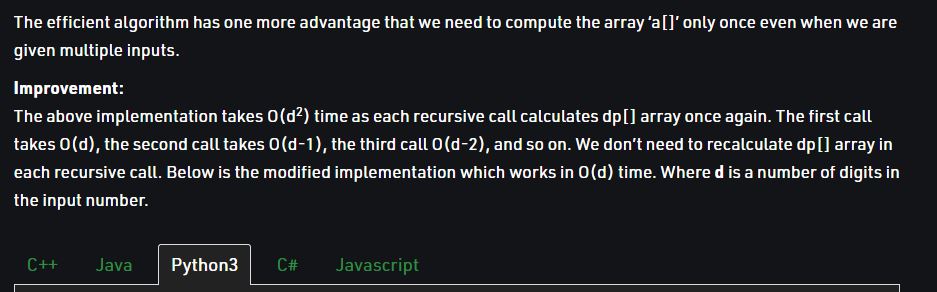 The efficient algorithm has one more advantage that we need to compute the array ‘a[]’ only once even when we are
given multiple inputs.
Improvement:
The above implementation takes O(d²) time as each recursive call calculates dp[] array once again. The first call
takes O(d), the second call takes O(d-1), the third call O(d-2), and so on. We don’t need to recalculate dp[] array in
each recursive call. Below is the modified implementation which works in O(d) time. Where d is a number of digits in
the input number.
C++ Java Python3 C# Javascript